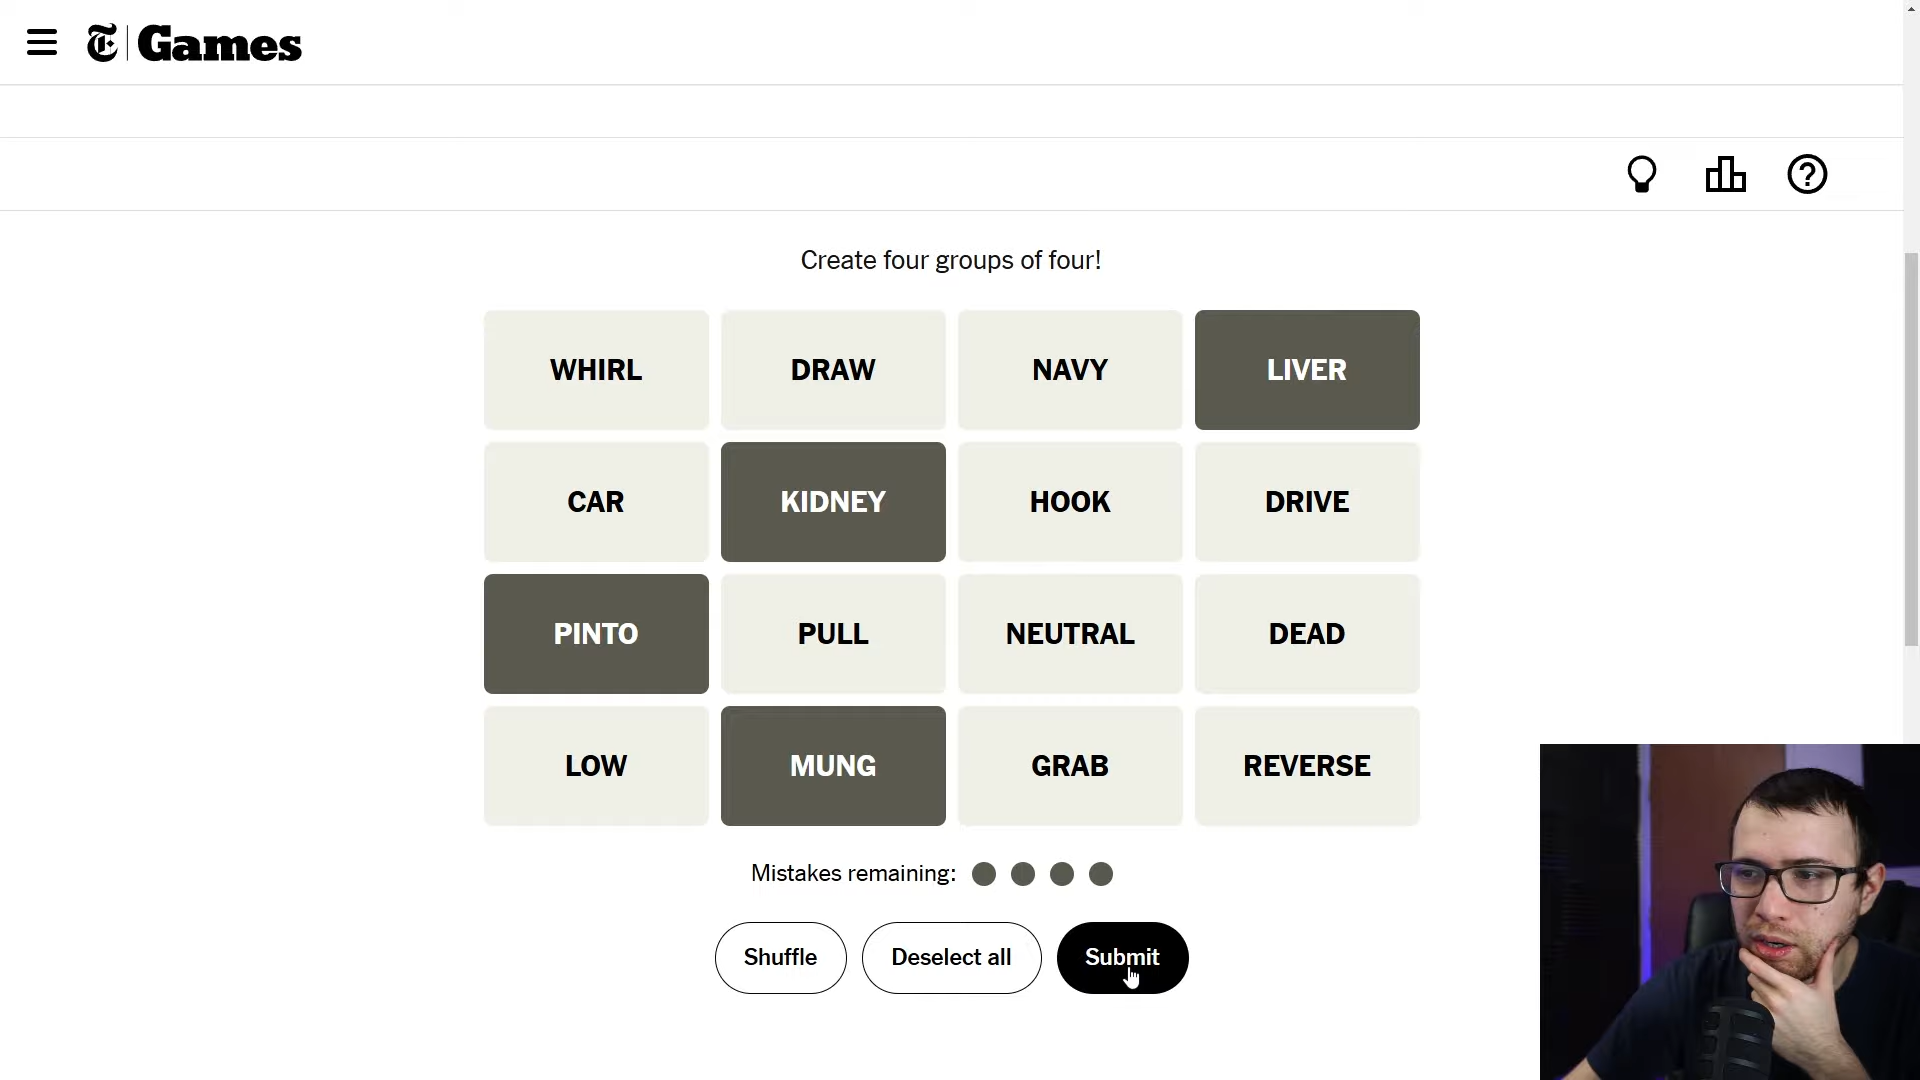 T Games
Create four groups of four!
WHIRL DRAW NAVY LIVER
CAR KIDNEY HOOK DRIVE
PINTO PULL NEUTRAL DEAD
LOW MUNG GRAB REVERSE
Mistakes remaining:
Shuffle Deselect all Submit